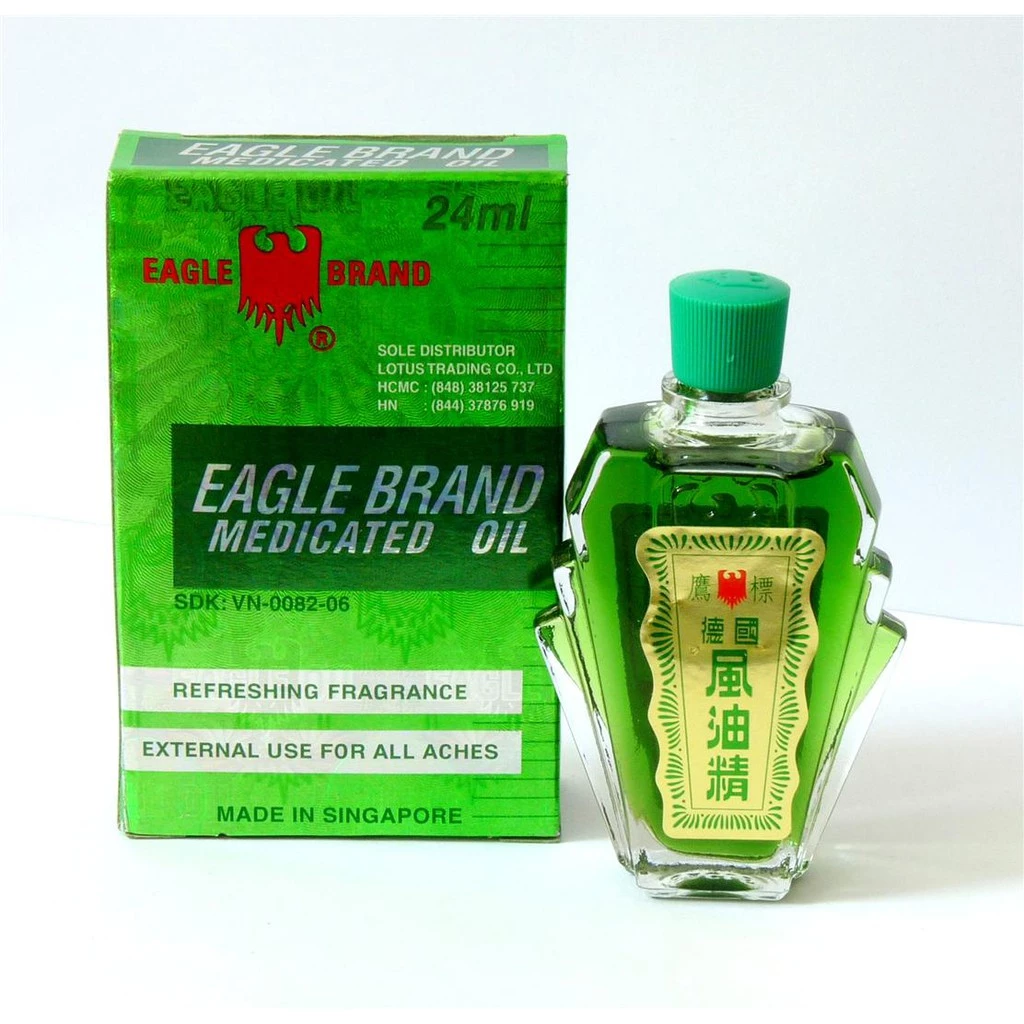 EAGLE BRAND
MEDICATED OIL
EAGLE OIL
24ml
EAGLE BRAND
®
SOLE DISTRIBUTOR
LOTUS TRADING CO., LTD
HCMC : (848) 38125 737
HN : (844) 37876 919
EAGLE BRAND
MEDICATED OIL
SDK: VN-0082-06
REFRESHING FRAGRANCE
EXTERNAL USE FOR ALL ACHES
MADE IN SINGAPORE
鷹標
德國
風油精